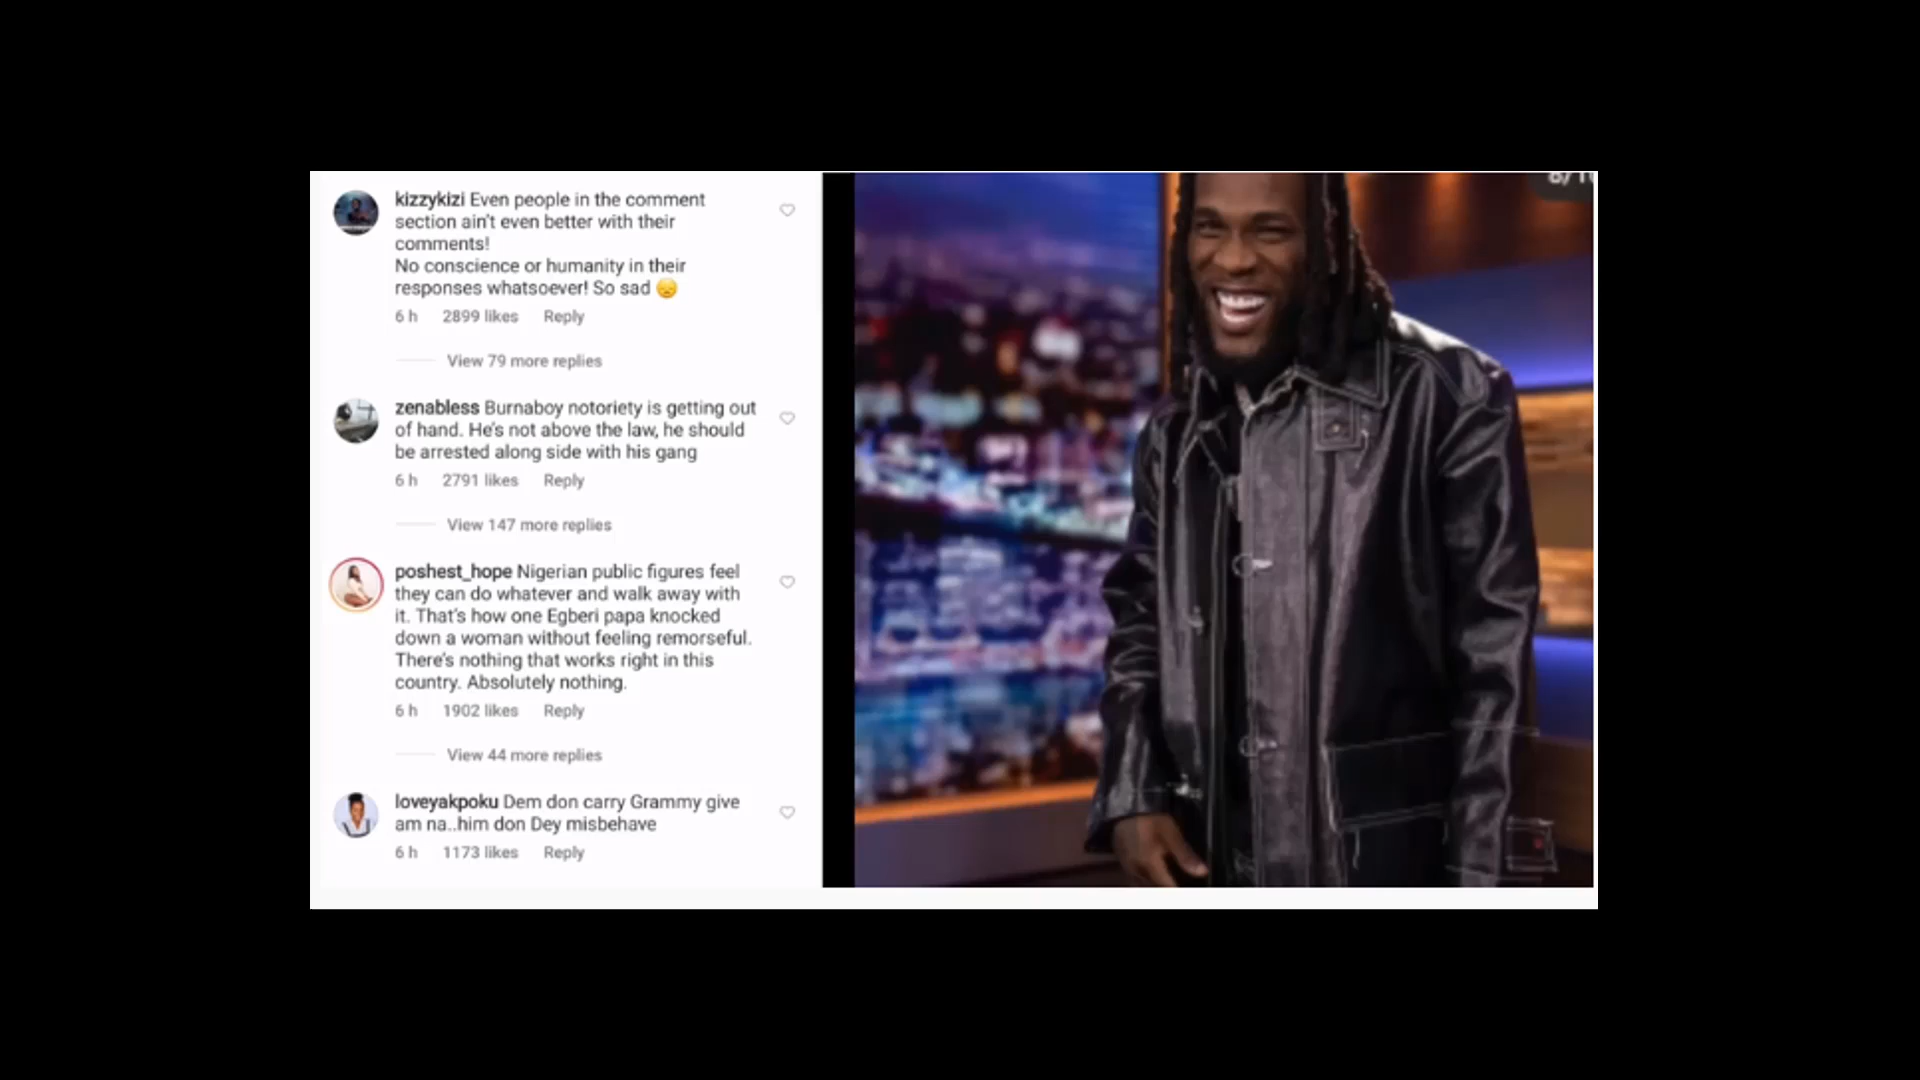 kizzykizi Even people in the comment
section ain't even better with their
comments!
No conscience or humanity in their
responses whatsoever! So sad 😞
6 h 2899 likes Reply
View 79 more replies
zenabless Burnaboy notoriety is getting out
of hand. He's not above the law, he should
be arrested along side with his gang
6 h 2791 likes Reply
View 147 more replies
poshest_hope Nigerian public figures feel
they can do whatever and walk away with
it. That's how one Egberi papa knocked
down a woman without feeling remorseful.
There's nothing that works right in this
country. Absolutely nothing.
6 h 1902 likes Reply
View 44 more replies
loveyakpoku Dem don carry Grammy give
am na..him don Dey misbehave
6 h 1173 likes Reply